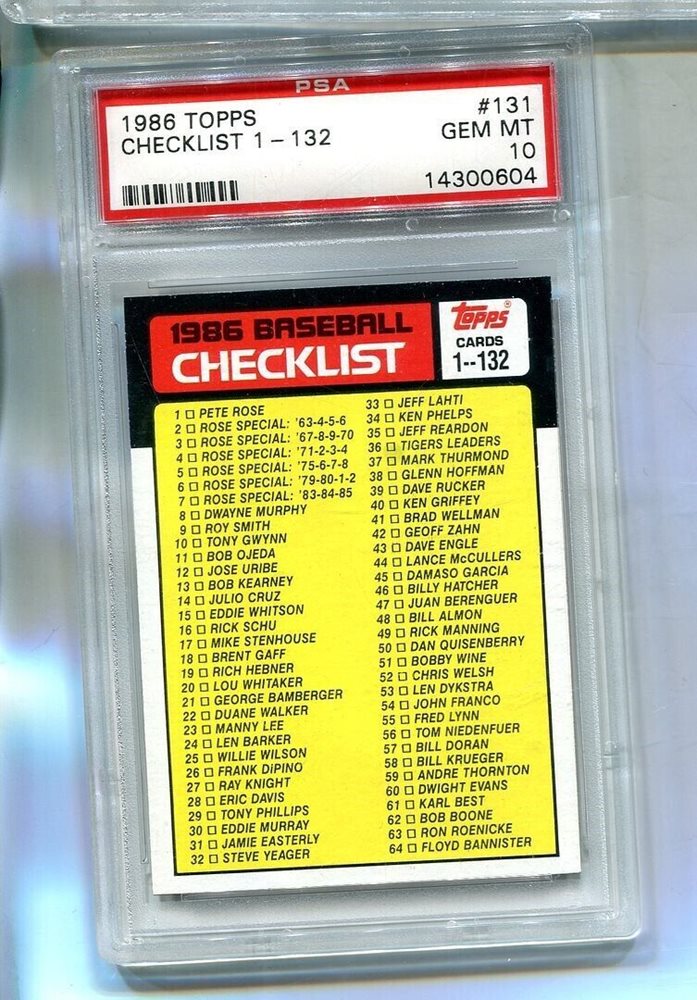 PSA
1986 TOPPS #131
CHECKLIST 1 - 132 GEM MT
10
14300604
1986 BASEBALL
CHECKLIST
TOPPS®
CARDS
1--132
1 □ PETE ROSE
2 □ ROSE SPECIAL: '63-4-5-6
3 □ ROSE SPECIAL: '67-8-9-70
4 □ ROSE SPECIAL: '71-2-3-4
5 □ ROSE SPECIAL: '75-6-7-8
6 □ ROSE SPECIAL: '79-80-1-2
7 □ ROSE SPECIAL: '83-84-85
8 □ DWAYNE MURPHY
9 □ ROY SMITH
10 □ TONY GWYNN
11 □ BOB OJEDA
12 □ JOSE URIBE
13 □ BOB KEARNEY
14 □ JULIO CRUZ
15 □ EDDIE WHITSON
16 □ RICK SCHU
17 □ MIKE STENHOUSE
18 □ BRENT GAFF
19 □ RICH HEBNER
20 □ LOU WHITAKER
21 □ GEORGE BAMBERGER
22 □ DUANE WALKER
23 □ MANNY LEE
24 □ LEN BARKER
25 □ WILLIE WILSON
26 □ FRANK DiPINO
27 □ RAY KNIGHT
28 □ ERIC DAVIS
29 □ TONY PHILLIPS
30 □ EDDIE MURRAY
31 □ JAMIE EASTERLY
32 □ STEVE YEAGER
33 □ JEFF LAHTI
34 □ KEN PHELPS
35 □ JEFF REARDON
36 □ TIGERS LEADERS
37 □ MARK THURMOND
38 □ GLENN HOFFMAN
39 □ DAVE RUCKER
40 □ KEN GRIFFEY
41 □ BRAD WELLMAN
42 □ GEOFF ZAHN
43 □ DAVE ENGLE
44 □ LANCE McCULLERS
45 □ DAMASO GARCIA
46 □ BILLY HATCHER
47 □ JUAN BERENGUER
48 □ BILL ALMON
49 □ RICK MANNING
50 □ DAN QUISENBERRY
51 □ BOBBY WINE
52 □ CHRIS WELSH
53 □ LEN DYKSTRA
54 □ JOHN FRANCO
55 □ FRED LYNN
56 □ TOM NIEDENFUER
57 □ BILL DORAN
58 □ BILL KRUEGER
59 □ ANDRE THORNTON
60 □ DWIGHT EVANS
61 □ KARL BEST
62 □ BOB BOONE
63 □ RON ROENICKE
64 □ FLOYD BANNISTER